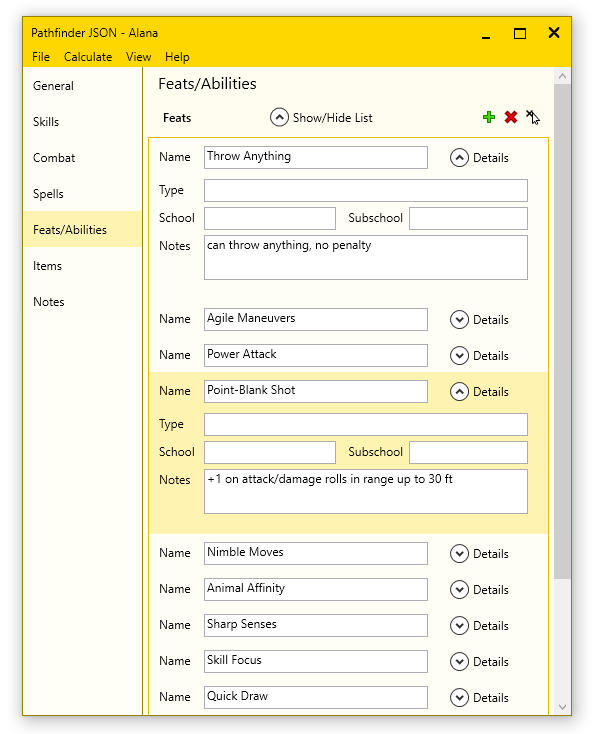 Pathfinder JSON - Alana
File Calculate View Help
General
Skills
Combat
Spells
Feats/Abilities
Items
Notes
Feats/Abilities
Feats Show/Hide List
Name Throw Anything Details
Type
School Subschool
Notes can throw anything, no penalty
Name Agile Maneuvers Details
Name Power Attack Details
Name Point-Blank Shot Details
Type
School Subschool
Notes +1 on attack/damage rolls in range up to 30 ft
Name Nimble Moves Details
Name Animal Affinity Details
Name Sharp Senses Details
Name Skill Focus Details
Name Quick Draw Details